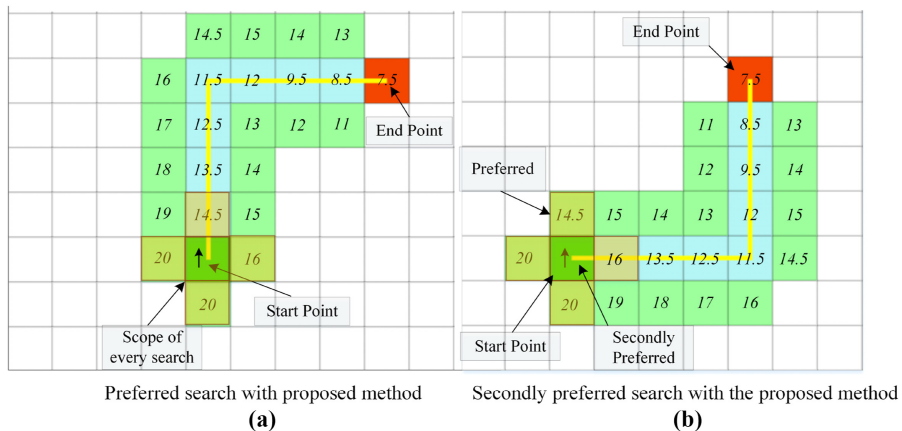 14.5 15 14 13
16 11.5 12 9.5 8.5 7.5
End Point
17 12.5 13 12 11
18 13.5 14
19 14.5 15
20 16
Start Point
20
Scope of
every search
Preferred search with proposed method
(a)
End Point
7.5
11 8.5 13
12 9.5 14
Preferred
14.5 15 14 13 12 15
20 16 13.5 12.5 11.5 14.5
20 19 18 17 16
Start Point
Secondly
Preferred
Secondly preferred search with the proposed method
(b)